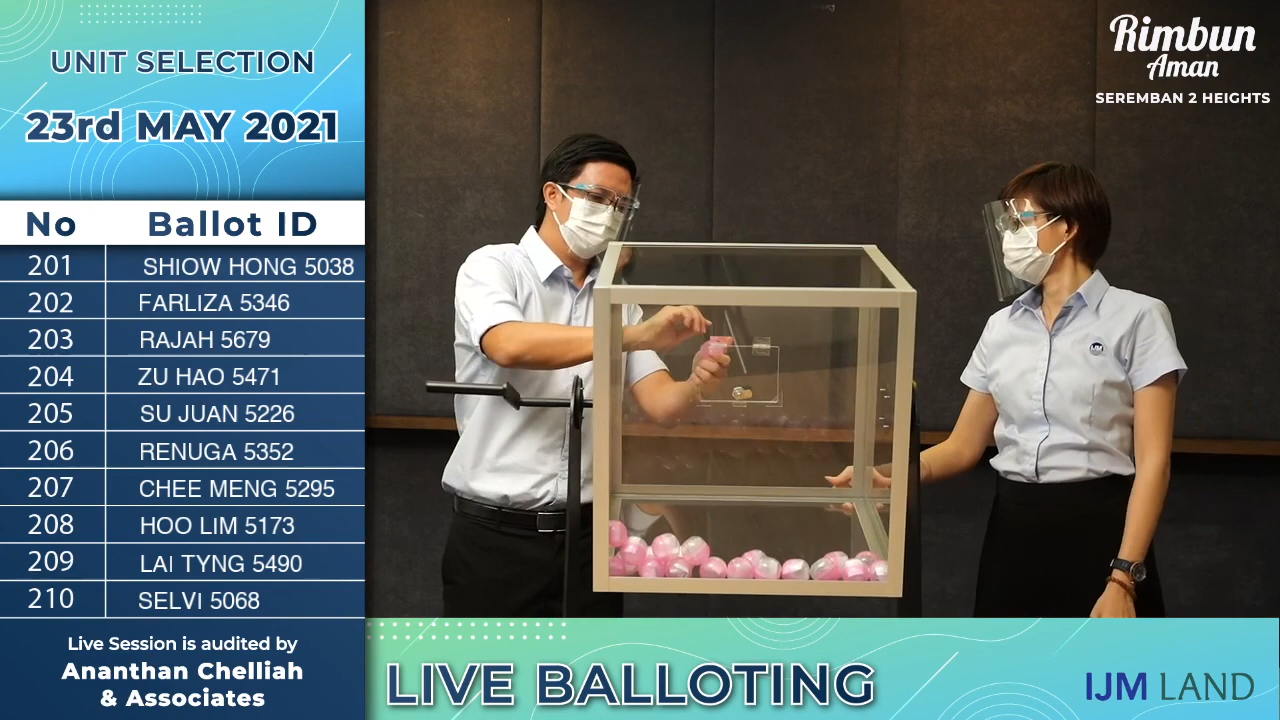 UNIT SELECTION
23rd MAY 2021
No Ballot ID
201 SHIOW HONG 5038
202 FARLIZA 5346
203 RAJAH 5679
204 ZU HAO 5471
205 SU JUAN 5226
206 RENUGA 5352
207 CHEE MENG 5295
208 HOO LIM 5173
209 LAI TYNG 5490
210 SELVI 5068
Live Session is audited by
Ananthan Chelliah
& Associates
Rimbun
Aman
SEREMBAN 2 HEIGHTS
IJM
LIVE BALLOTING
IJM LAND